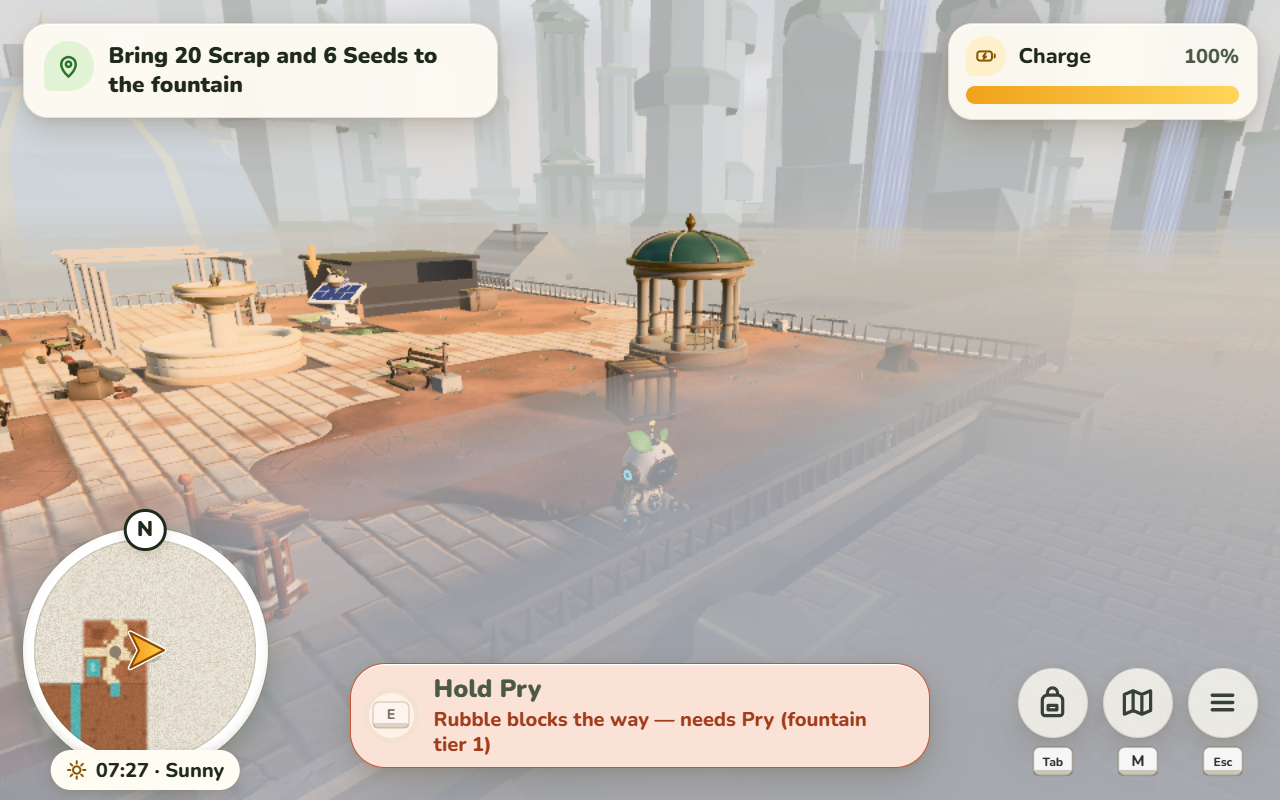 Bring 20 Scrap and 6 Seeds to
the fountain
Charge 100%
N
07:27 · Sunny
E
Hold Pry
Rubble blocks the way — needs Pry (fountain
tier 1)
Tab
M
Esc